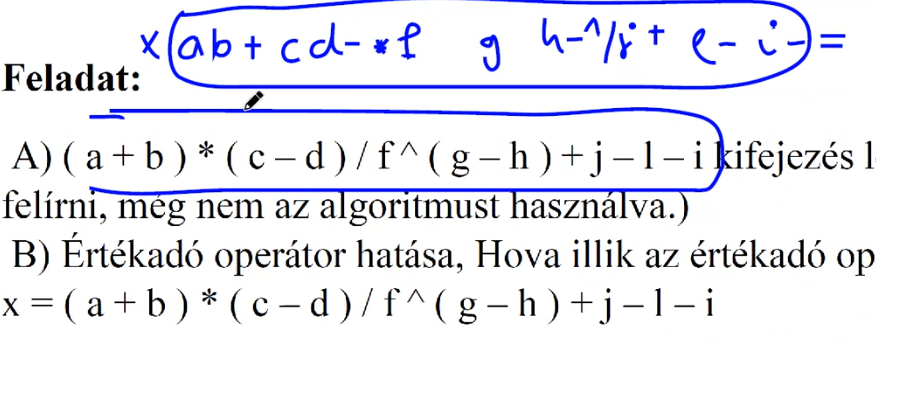 x ab+ cd-*f g h-^/j+ l- i- =
Feladat:
A) ( a + b ) * ( c – d ) / f ^ ( g – h ) + j – l – i kifejezés l
felírni, még nem az algoritmust használva.)
B) Értékadó operátor hatása, Hova illik az értékadó op
x = ( a + b ) * ( c – d ) / f ^ ( g – h ) + j – l – i